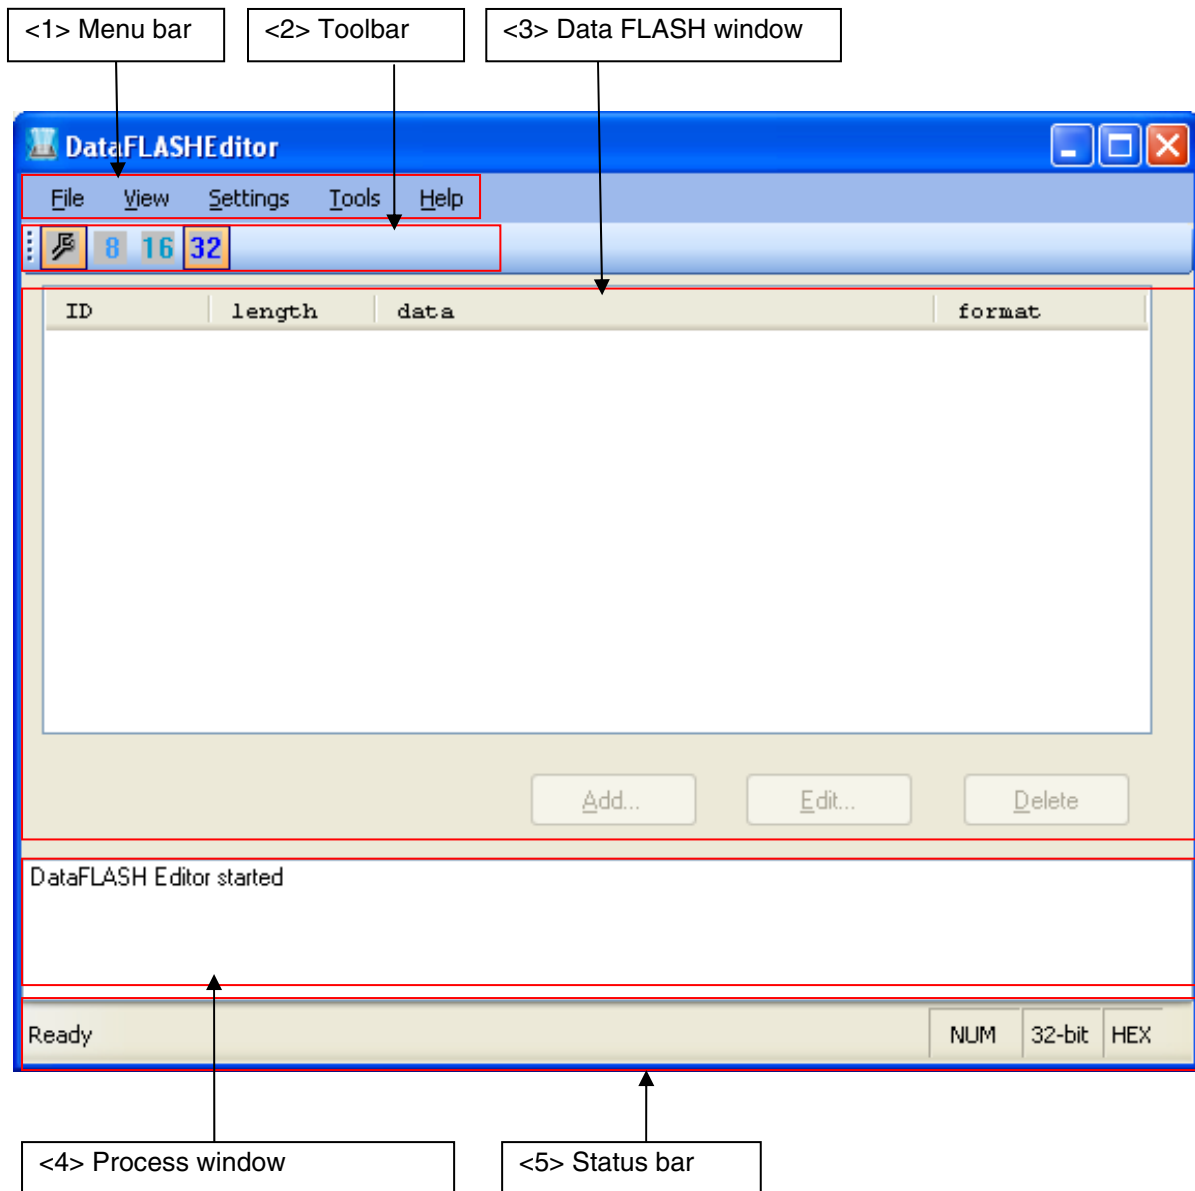 <1> Menu bar <2> Toolbar <3> Data FLASH window
DataFLASHEditor
File View Settings Tools Help
8 16 32
ID length data format
Add... Edit... Delete
DataFLASH Editor started
Ready NUM 32-bit HEX
<4> Process window <5> Status bar